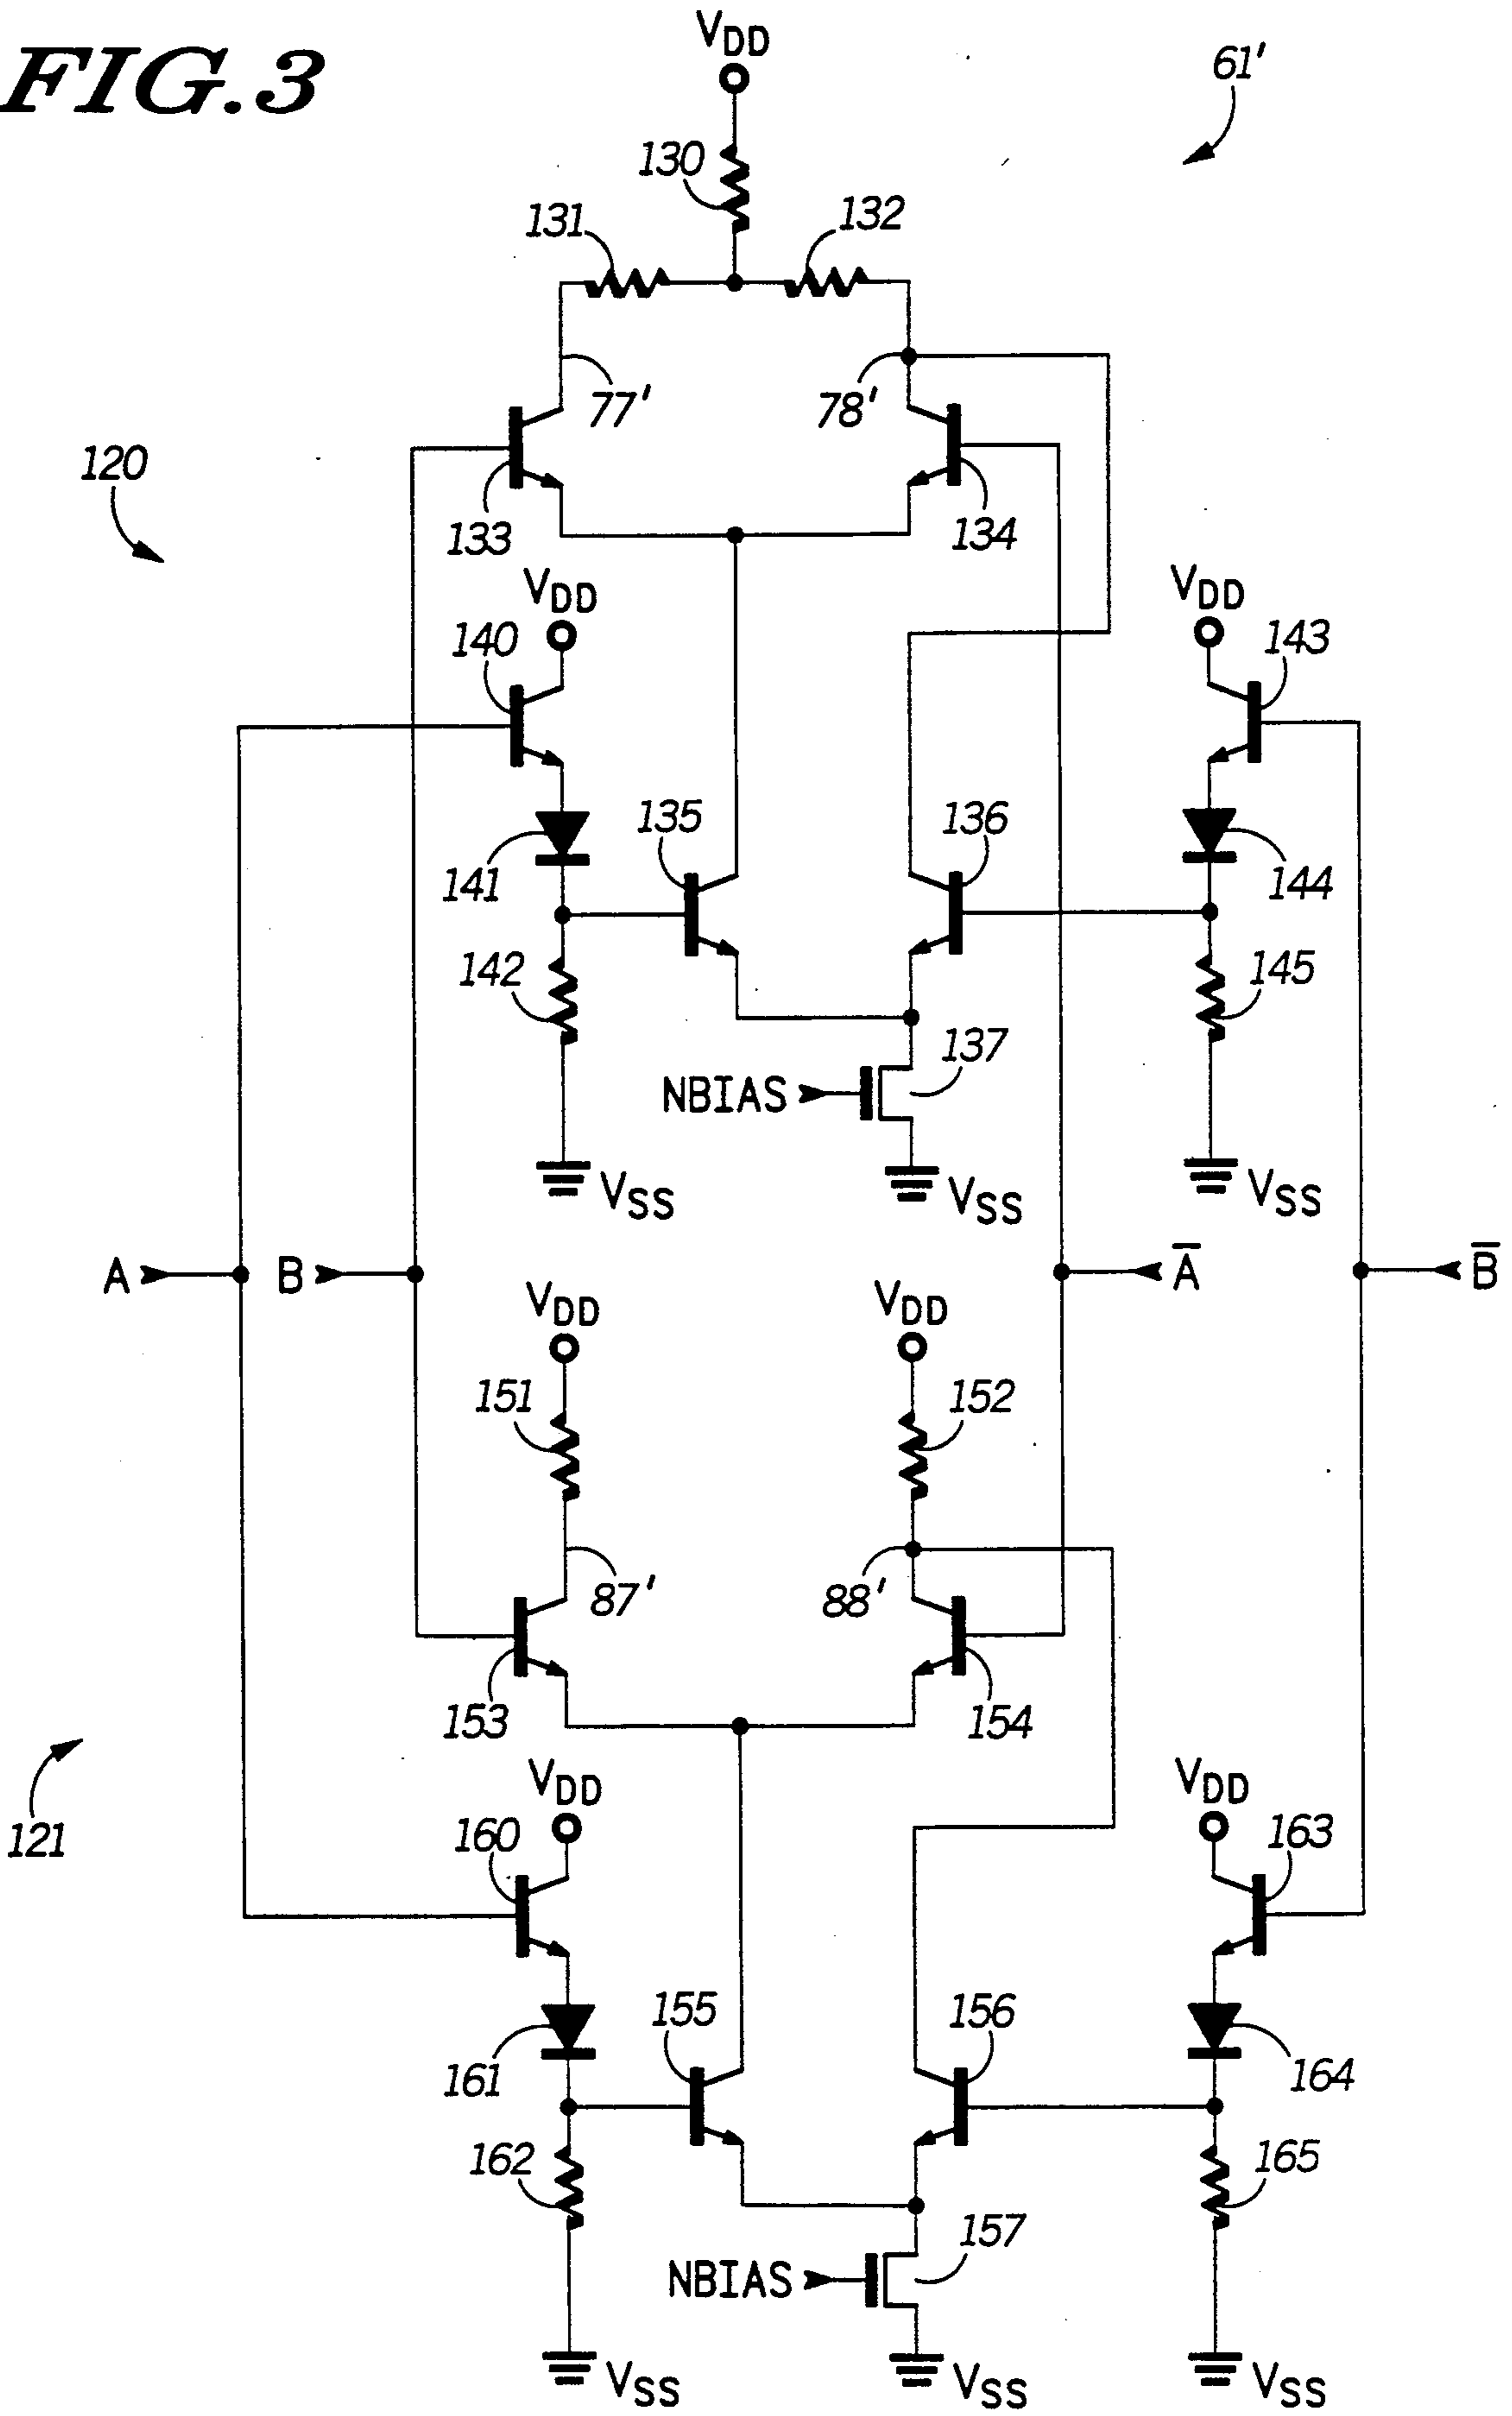 FIG.3
VDD
61'
130
131
132
77'
78'
120
133
134
VDD
VDD
140
143
135
136
141
144
142
145
137
NBIAS
VSS
VSS
VSS
A
B
A̅
B̅
VDD
VDD
151
152
87'
88'
153
154
121
VDD
VDD
160
163
155
156
161
164
162
165
157
NBIAS
VSS
VSS
VSS